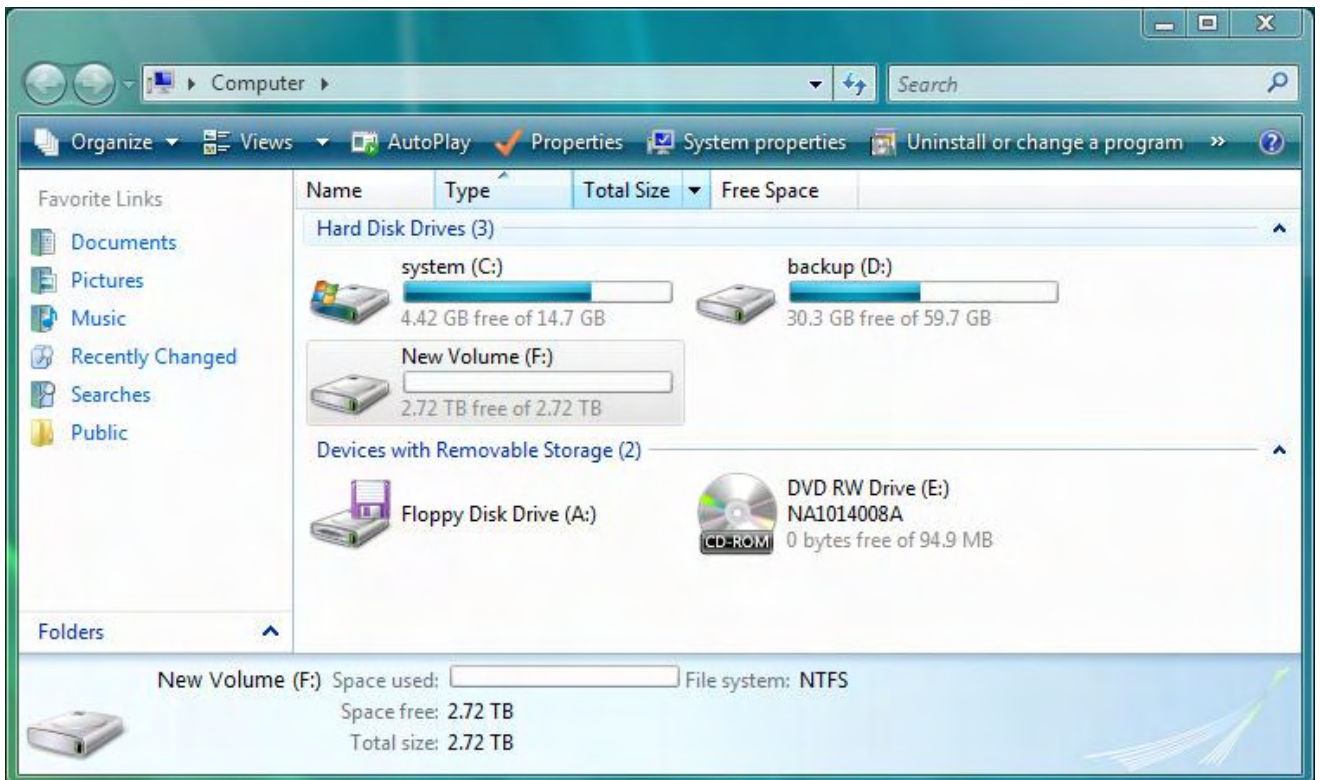 Computer
Search
Organize Views AutoPlay Properties System properties Uninstall or change a program »
Favorite Links
Documents
Pictures
Music
Recently Changed
Searches
Public
Folders
Name Type Total Size Free Space
Hard Disk Drives (3)
system (C:)
4.42 GB free of 14.7 GB
backup (D:)
30.3 GB free of 59.7 GB
New Volume (F:)
2.72 TB free of 2.72 TB
Devices with Removable Storage (2)
Floppy Disk Drive (A:)
DVD RW Drive (E:)
NA1014008A
CD-ROM
0 bytes free of 94.9 MB
New Volume (F:) Space used: File system: NTFS
Space free: 2.72 TB
Total size: 2.72 TB